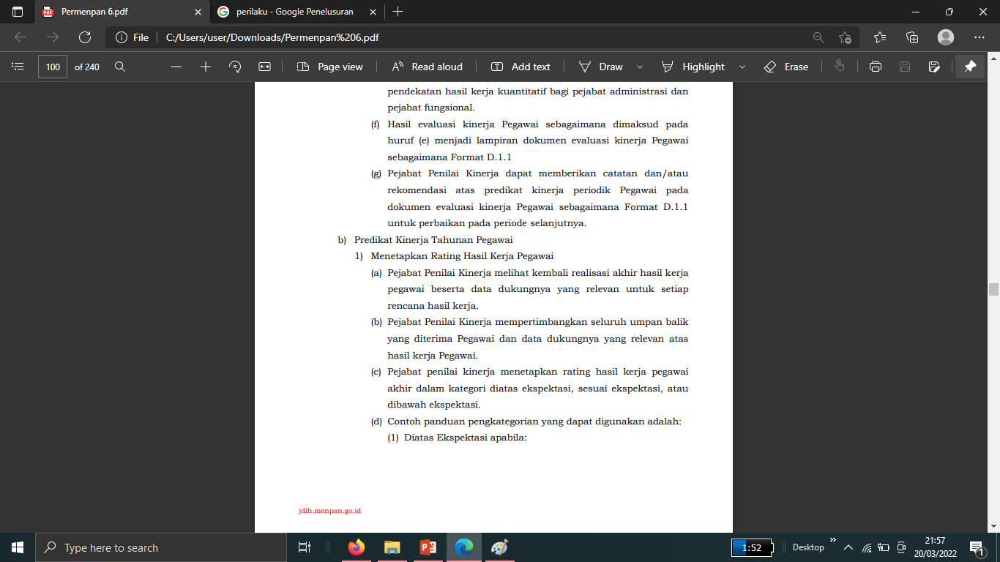 Permenpan 6.pdf
perilaku - Google Penelusuran
File
C:/Users/user/Downloads/Permenpan%206.pdf
100
of 240
Page view
Read aloud
Add text
Draw
Highlight
Erase
pendekatan hasil kerja kuantitatif bagi pejabat administrasi dan
pejabat fungsional.
(f) Hasil evaluasi kinerja Pegawai sebagaimana dimaksud pada
huruf (e) menjadi lampiran dokumen evaluasi kinerja Pegawai
sebagaimana Format D.1.1
(g) Pejabat Penilai Kinerja dapat memberikan catatan dan/atau
rekomendasi atas predikat kinerja periodik Pegawai pada
dokumen evaluasi kinerja Pegawai sebagaimana Format D.1.1
untuk perbaikan pada periode selanjutnya.
b) Predikat Kinerja Tahunan Pegawai
1) Menetapkan Rating Hasil Kerja Pegawai
(a) Pejabat Penilai Kinerja melihat kembali realisasi akhir hasil kerja
pegawai beserta data dukungnya yang relevan untuk setiap
rencana hasil kerja.
(b) Pejabat Penilai Kinerja mempertimbangkan seluruh umpan balik
yang diterima Pegawai dan data dukungnya yang relevan atas
hasil kerja Pegawai.
(c) Pejabat penilai kinerja menetapkan rating hasil kerja pegawai
akhir dalam kategori diatas ekspektasi, sesuai ekspektasi, atau
dibawah ekspektasi.
(d) Contoh panduan pengkategorian yang dapat digunakan adalah:
(1) Diatas Ekspektasi apabila:
jdih.menpan.go.id
Type here to search
1:52
Desktop
21:57
20/03/2022
1